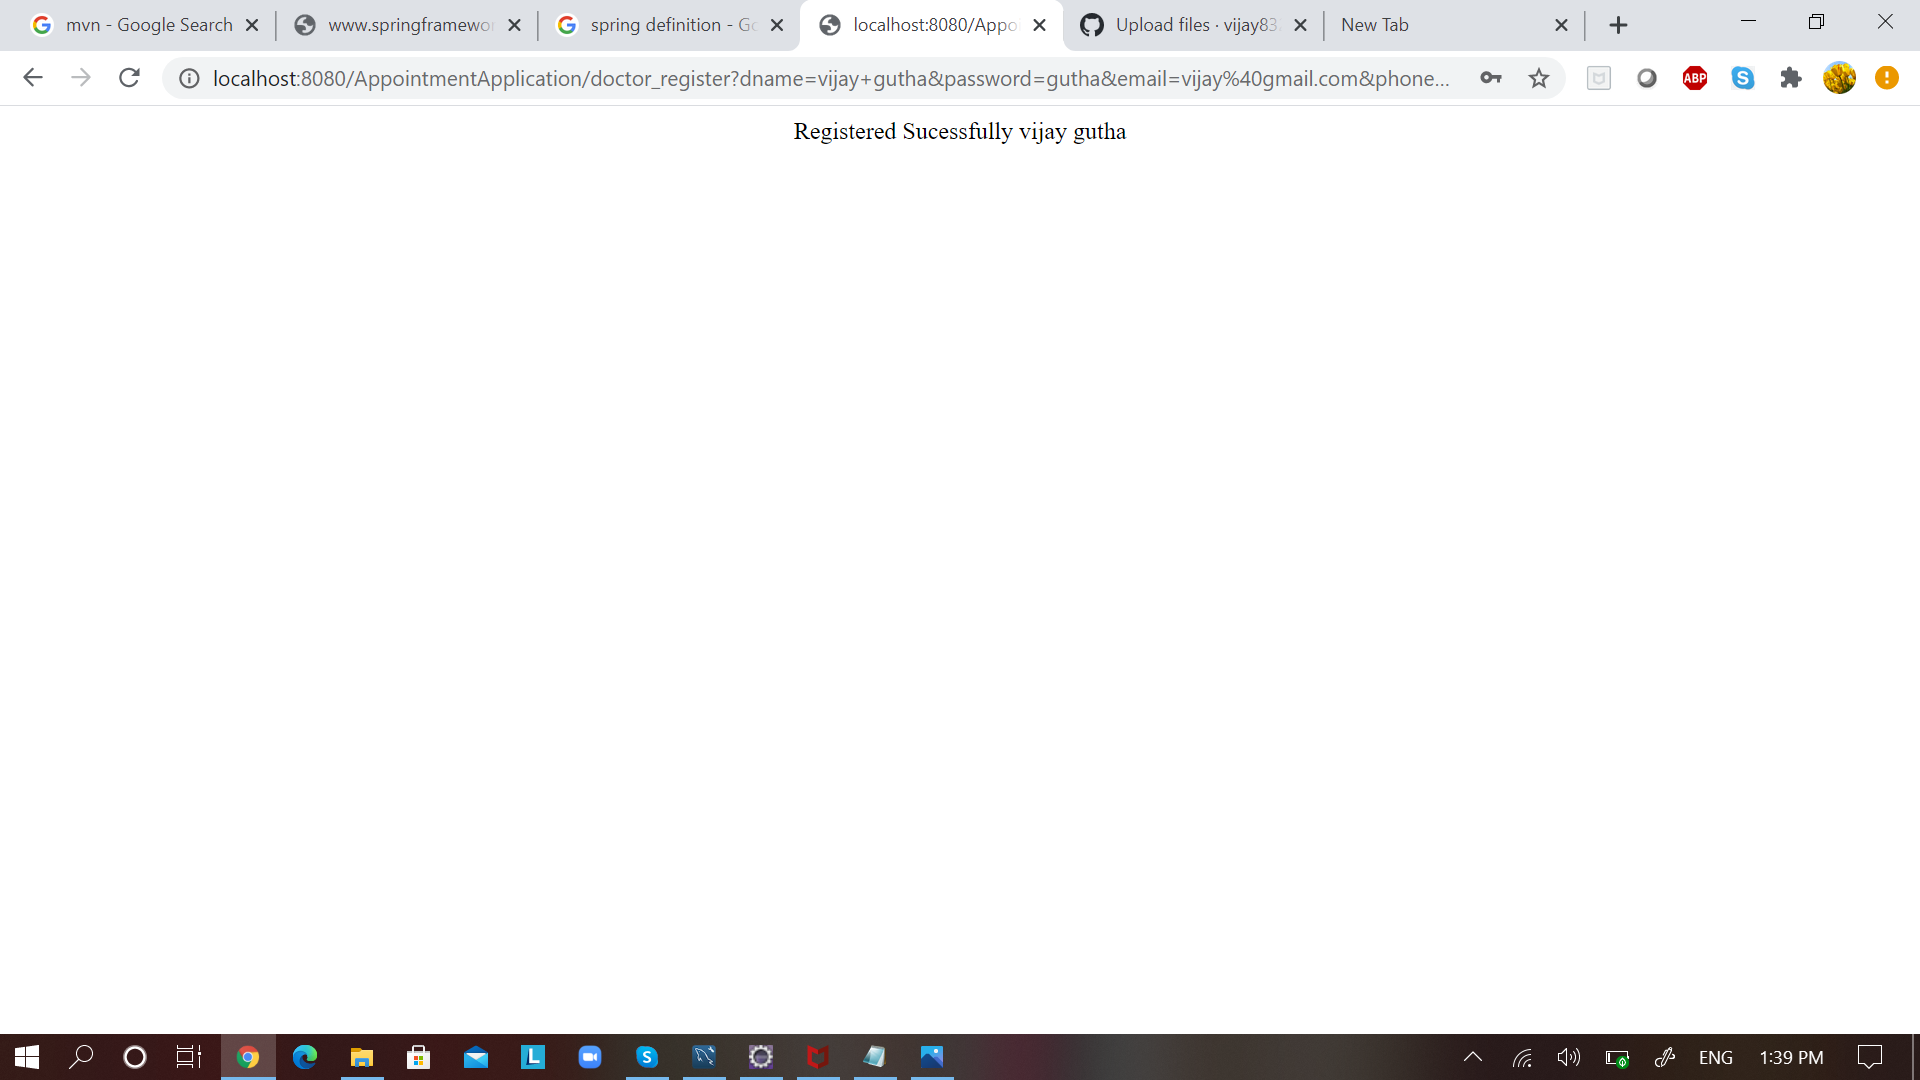 mvn - Google Search
www.springframewor
spring definition - Go
localhost:8080/Appo
Upload files · vijay83
New Tab
localhost:8080/AppointmentApplication/doctor_register?dname=vijay+gutha&password=gutha&email=vijay%40gmail.com&phone...
ABP
S
Registered Sucessfully vijay gutha
L
S
ENG
1:39 PM